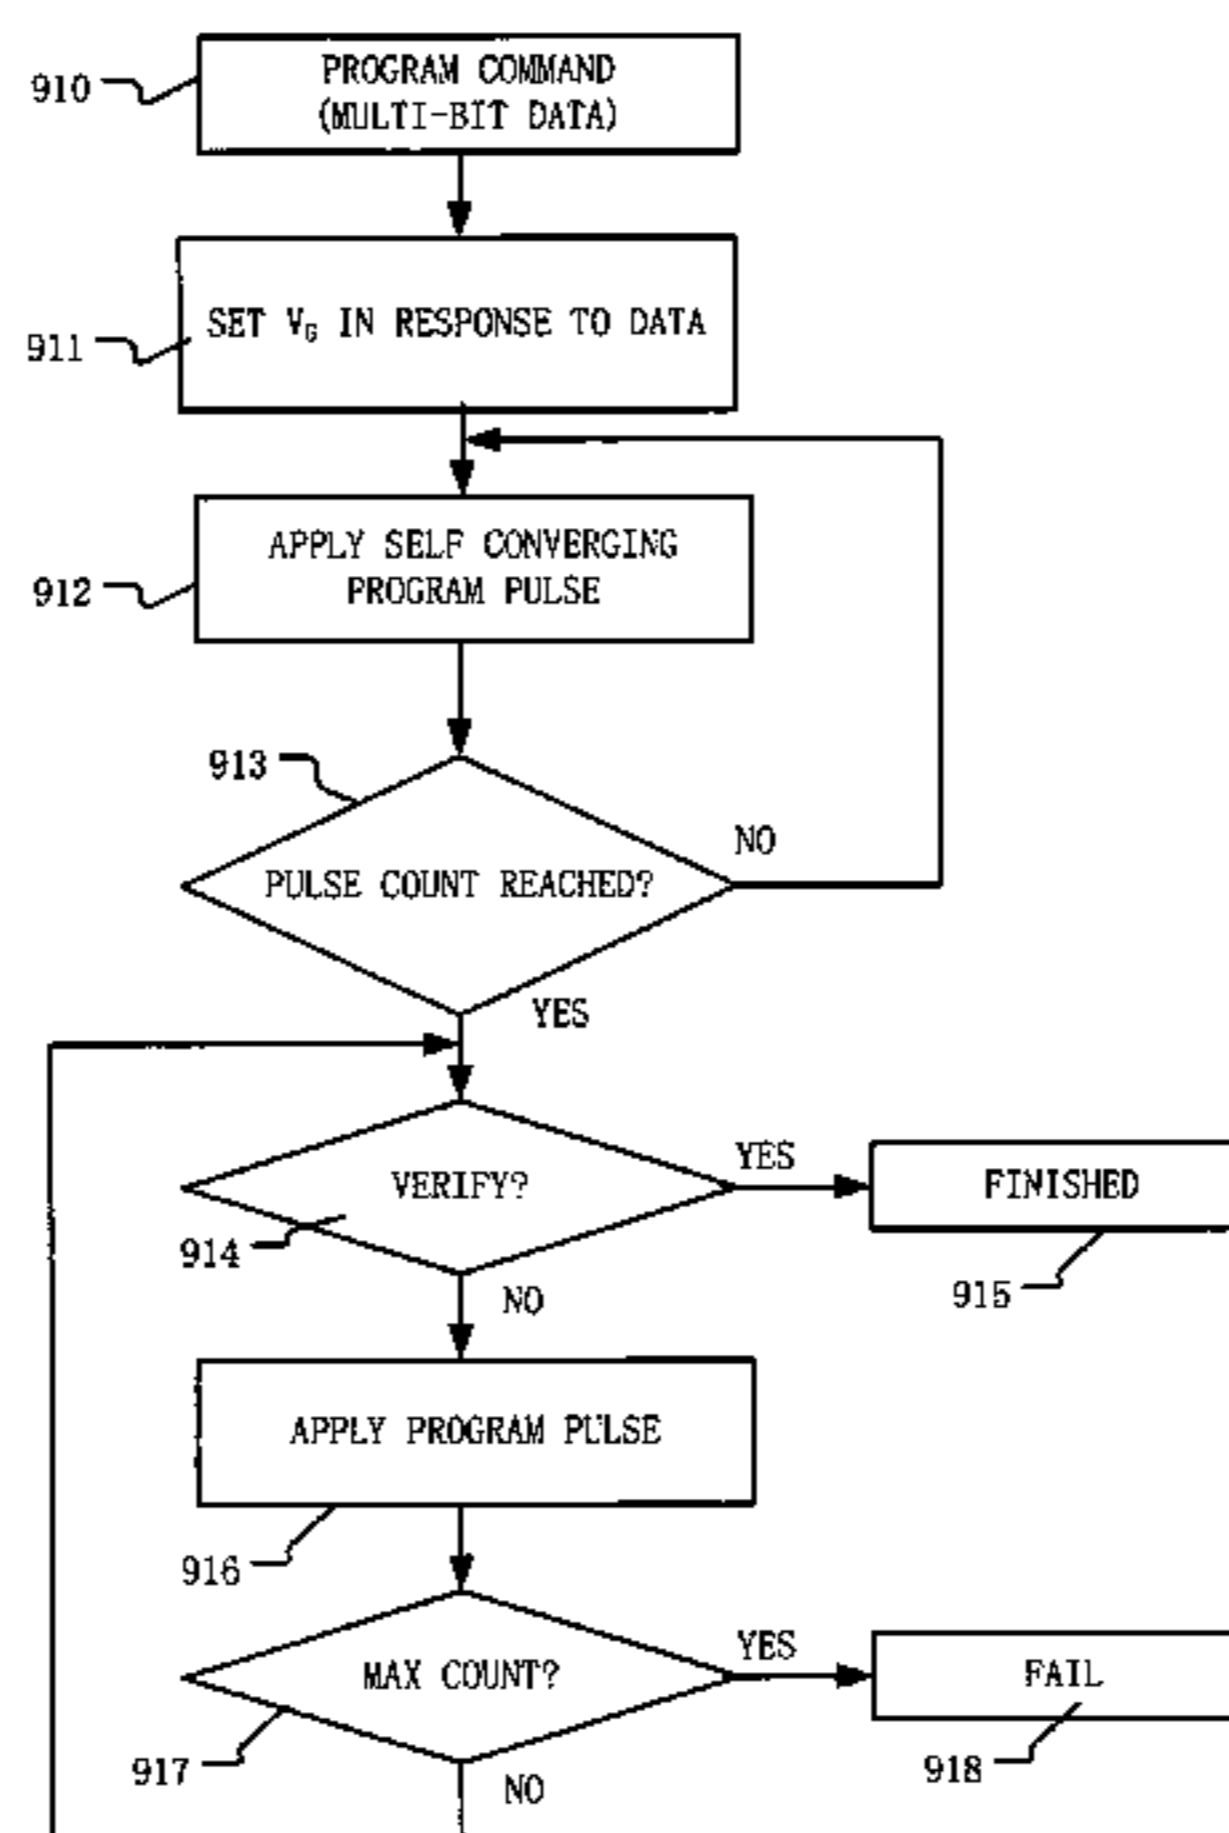 PROGRAM COMMAND
(MULTI-BIT DATA)
910
SET VG IN RESPONSE TO DATA
911
APPLY SELF CONVERGING
PROGRAM PULSE
912
913
PULSE COUNT REACHED?
NO
YES
VERIFY?
YES
FINISHED
914
915
NO
APPLY PROGRAM PULSE
916
MAX COUNT?
YES
FAIL
917
918
NO